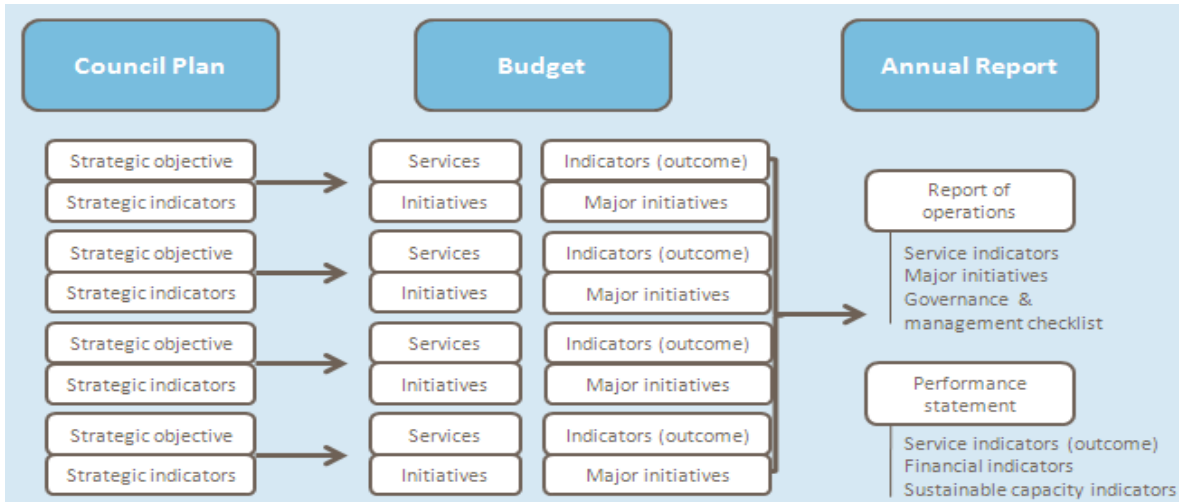 Council Plan
Budget
Annual Report
Strategic objective
Strategic indicators
Strategic objective
Strategic indicators
Strategic objective
Strategic indicators
Strategic objective
Strategic indicators
Services
Initiatives
Services
Initiatives
Services
Initiatives
Services
Initiatives
Indicators (outcome)
Major initiatives
Indicators (outcome)
Major initiatives
Indicators (outcome)
Major initiatives
Indicators (outcome)
Major initiatives
Report of
operations
Service indicators
Major initiatives
Governance &
management checklist
Performance
statement
Service indicators (outcome)
Financial indicators
Sustainable capacity indicators